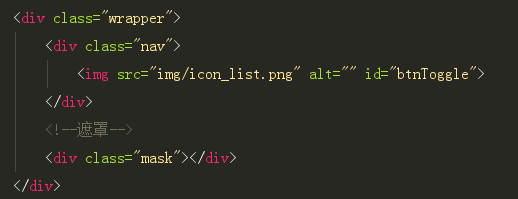 <div class="wrapper">
<div class="nav">
<img src="img/icon_list.png" alt="" id="btnToggle">
</div>
<!--遮罩-->
<div class="mask"></div>
</div>